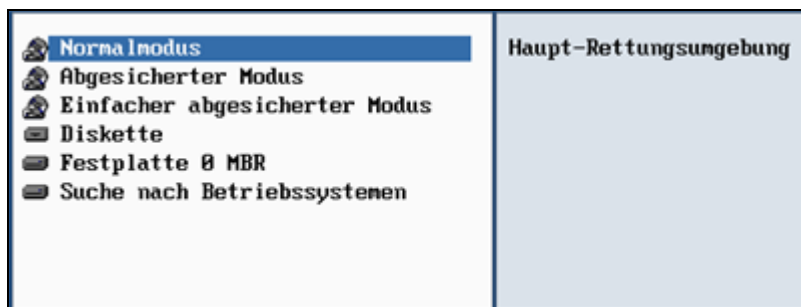 Normalmodus
Abgesicherter Modus
Einfacher abgesicherter Modus
Diskette
Festplatte 0 MBR
Suche nach Betriebssystemen
Haupt-Rettungsumgebung